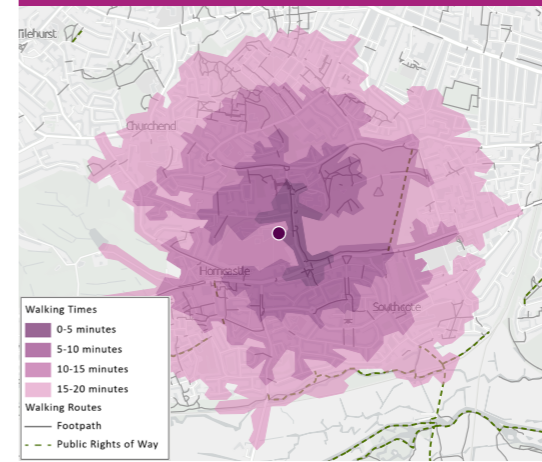 Tilehurst
Churchend
Horncastle
Southcote
Walking Times
0-5 minutes
5-10 minutes
10-15 minutes
15-20 minutes
Walking Routes
Footpath
Public Rights of Way